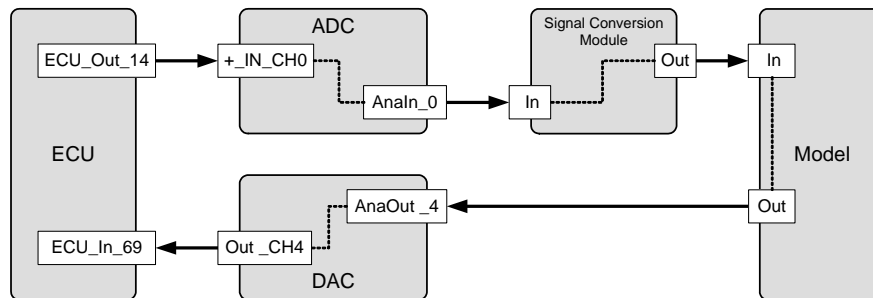 ADC
Signal Conversion
Module
ECU_Out_14
+_IN_CH0
Out
In
AnaIn_0
In
ECU
Model
AnaOut _4
Out
ECU_In_69
Out _CH4
DAC